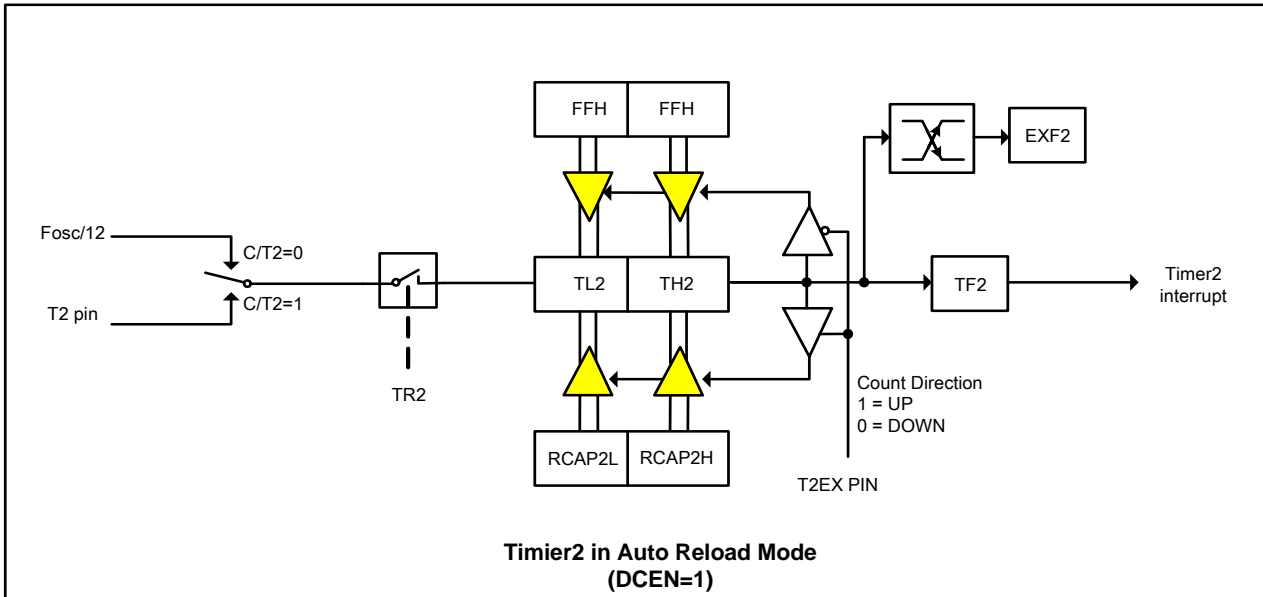 FFH
FFH
EXF2
Fosc/12
C/T2=0
TL2
TH2
TF2
Timer2
interrupt
T2 pin
C/T2=1
TR2
Count Direction
1 = UP
0 = DOWN
RCAP2L
RCAP2H
T2EX PIN
Timier2 in Auto Reload Mode
(DCEN=1)